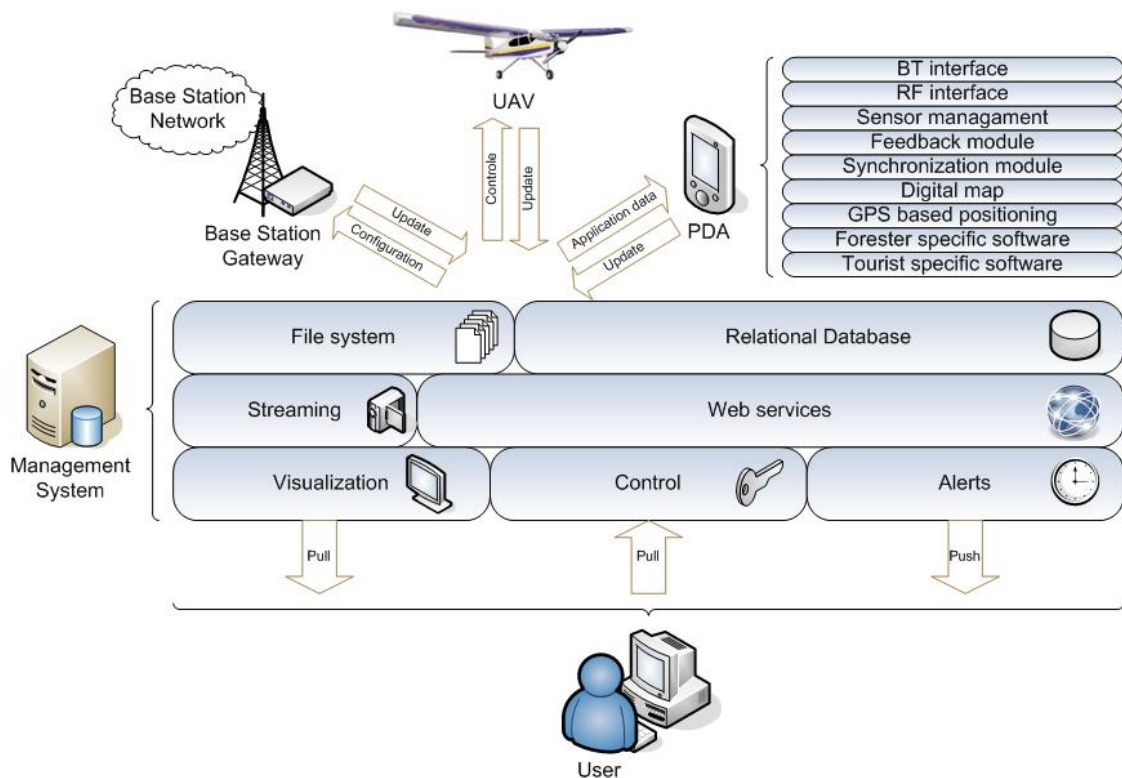 Base Station
Network
UAV
BT interface
RF interface
Sensor managament
Feedback module
Synchronization module
Digital map
GPS based positioning
Forester specific software
Tourist specific software
PDA
Base Station
Gateway
Update
Configuration
Controle
Update
Application data
Update
Management
System
File system
Relational Database
Streaming
Web services
Visualization
Control
Alerts
Pull
Pull
Push
User